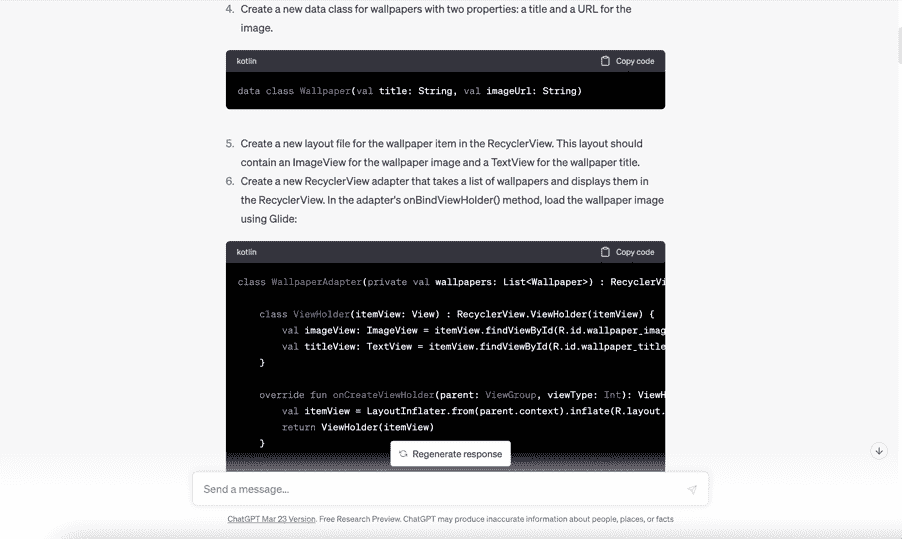 4. Create a new data class for wallpapers with two properties: a title and a URL for the
image.
kotlin Copy code
data class Wallpaper(val title: String, val imageUrl: String)
5. Create a new layout file for the wallpaper item in the RecyclerView. This layout should
contain an ImageView for the wallpaper image and a TextView for the wallpaper title.
6. Create a new RecyclerView adapter that takes a list of wallpapers and displays them in
the RecyclerView. In the adapter's onBindViewHolder() method, load the wallpaper image
using Glide:
kotlin Copy code
class WallpaperAdapter(private val wallpapers: List<Wallpaper>) : RecyclerVi
class ViewHolder(itemView: View) : RecyclerView.ViewHolder(itemView) {
val imageView: ImageView = itemView.findViewById(R.id.wallpaper_imag
val titleView: TextView = itemView.findViewById(R.id.wallpaper_title
}
override fun onCreateViewHolder(parent: ViewGroup, viewType: Int): ViewH
val itemView = LayoutInflater.from(parent.context).inflate(R.layout.
return ViewHolder(itemView)
}
Regenerate response
Send a message...
ChatGPT Mar 23 Version. Free Research Preview. ChatGPT may produce inaccurate information about people, places, or facts